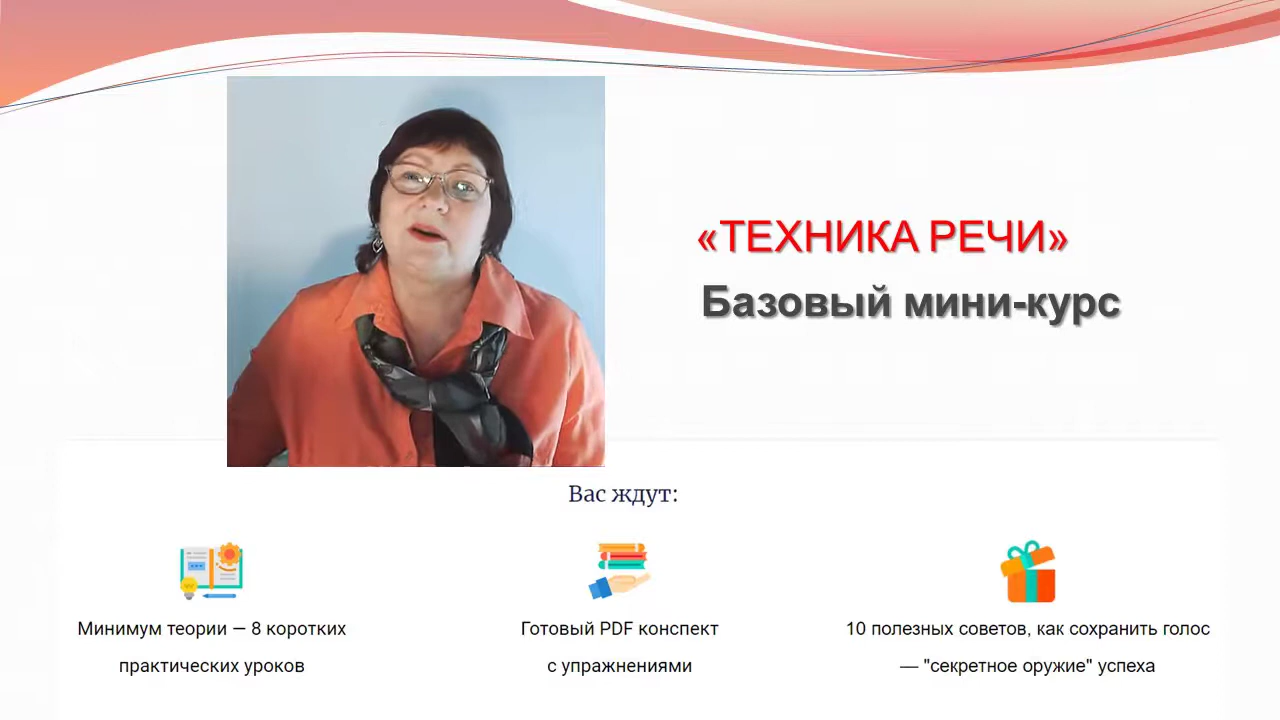 «ТЕХНИКА РЕЧИ»
Базовый мини-курс
Вас ждут:
Минимум теории — 8 коротких
практических уроков
Готовый PDF конспект
с упражнениями
10 полезных советов, как сохранить голос
— "секретное оружие" успеха